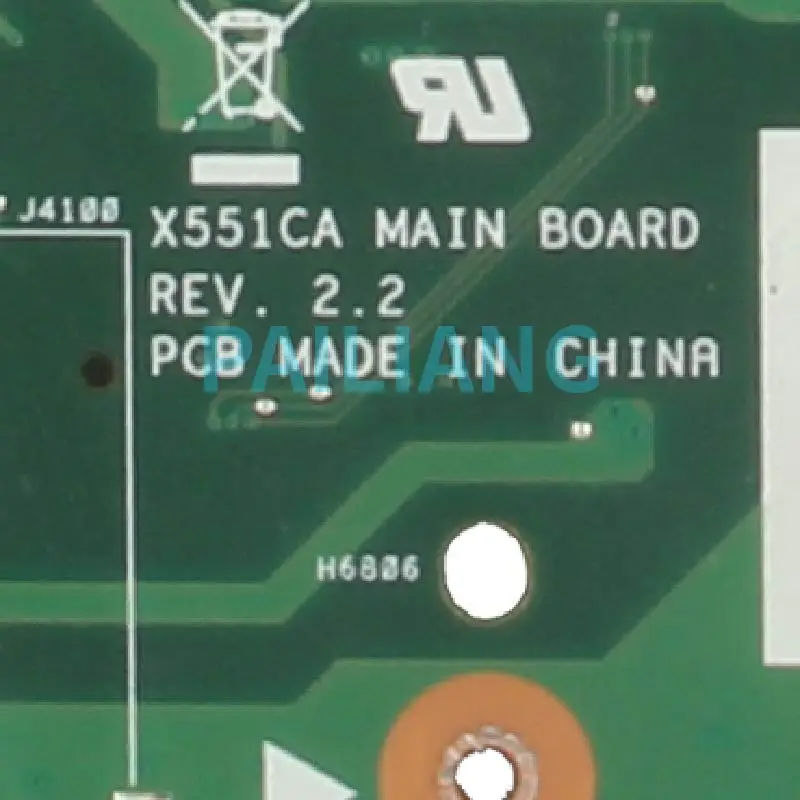 J4100
X551CA MAIN BOARD
REV. 2.2
PCB MADE IN CHINA
PAILIANG
H6806